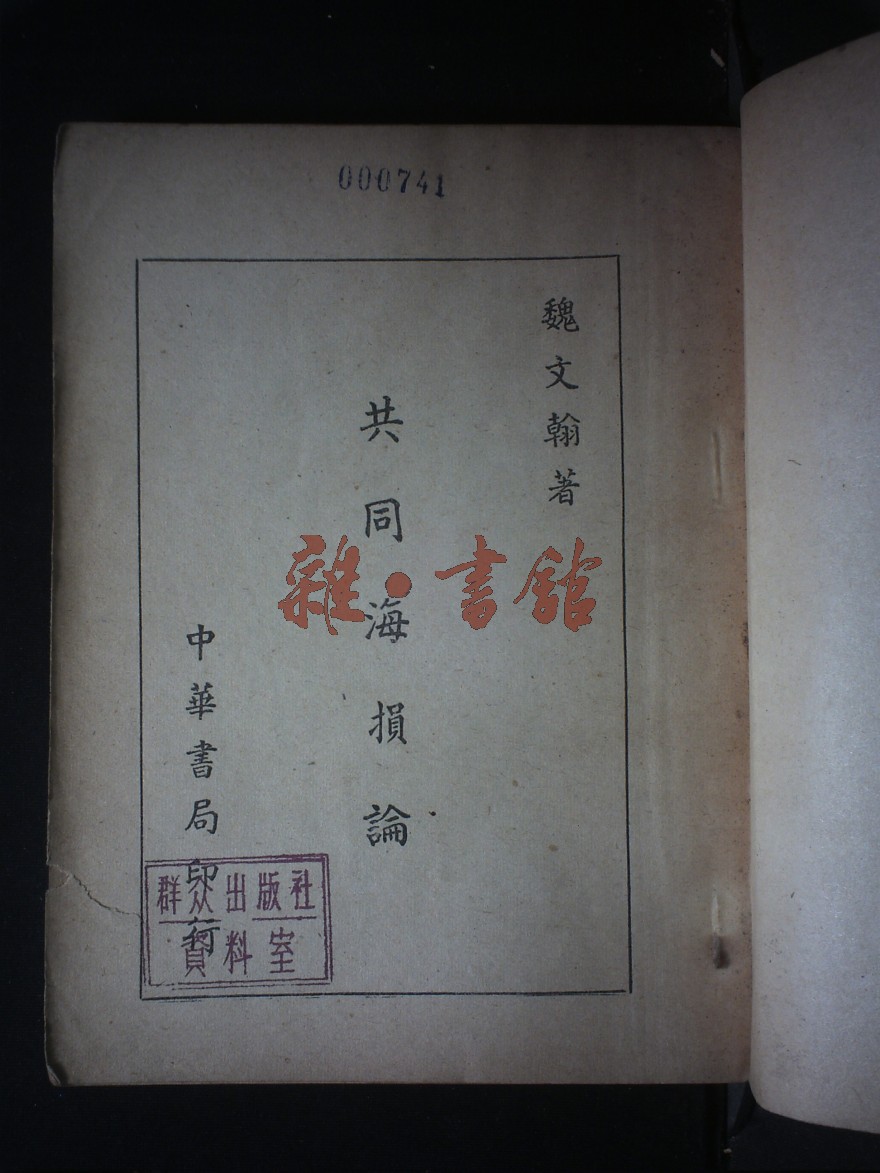 000741
魏文翰著
共同海損論
中華書局印行
雜·書館
群众出版社
資料室